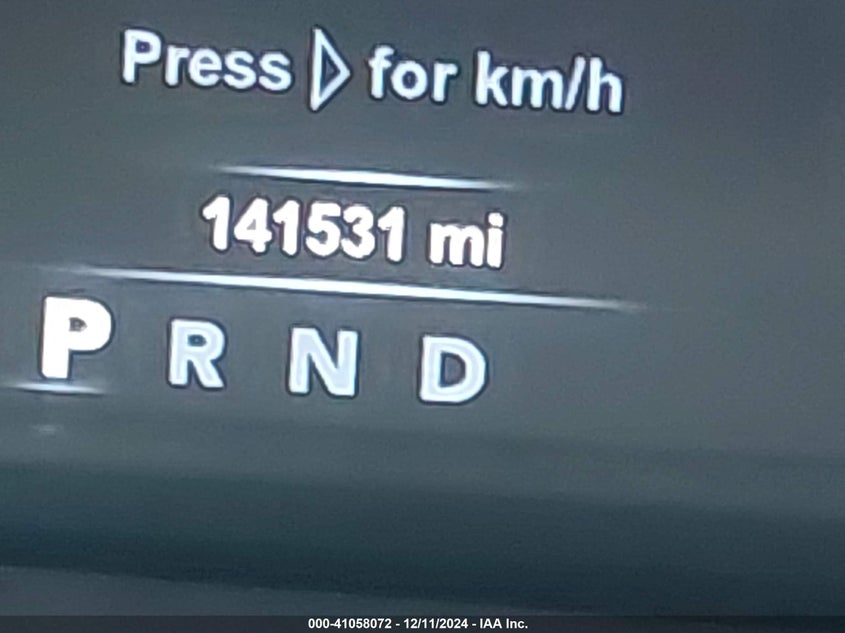 Press ▷ for km/h
141531 mi
P R N D
000-41058072 - 12/11/2024 - IAA Inc.